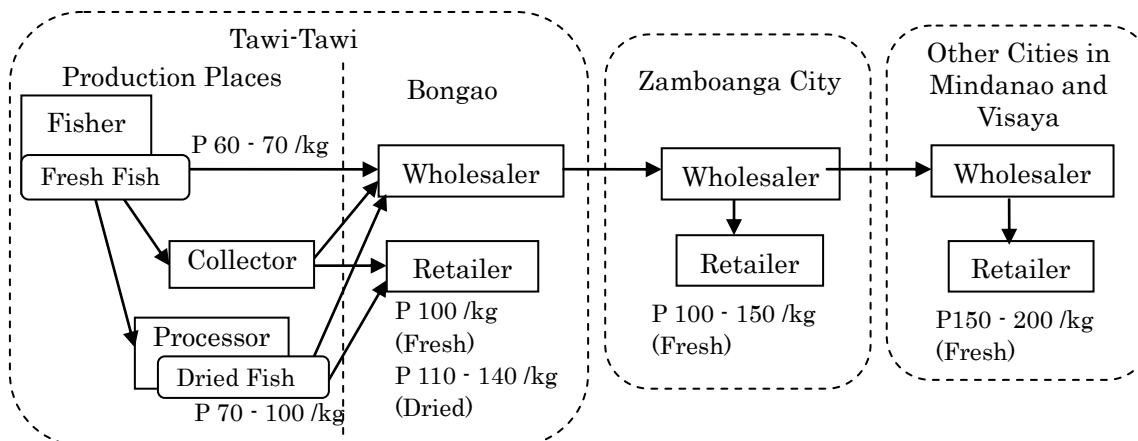 Tawi-Tawi
Production Places
Bongao
Fisher
Fresh Fish
P 60 - 70 /kg
Wholesaler
Collector
Retailer
P 100 /kg
(Fresh)
P 110 - 140 /kg
(Dried)
Processor
Dried Fish
P 70 - 100 /kg
Zamboanga City
Wholesaler
Retailer
P 100 - 150 /kg
(Fresh)
Other Cities in
Mindanao and
Visaya
Wholesaler
Retailer
P150 - 200 /kg
(Fresh)